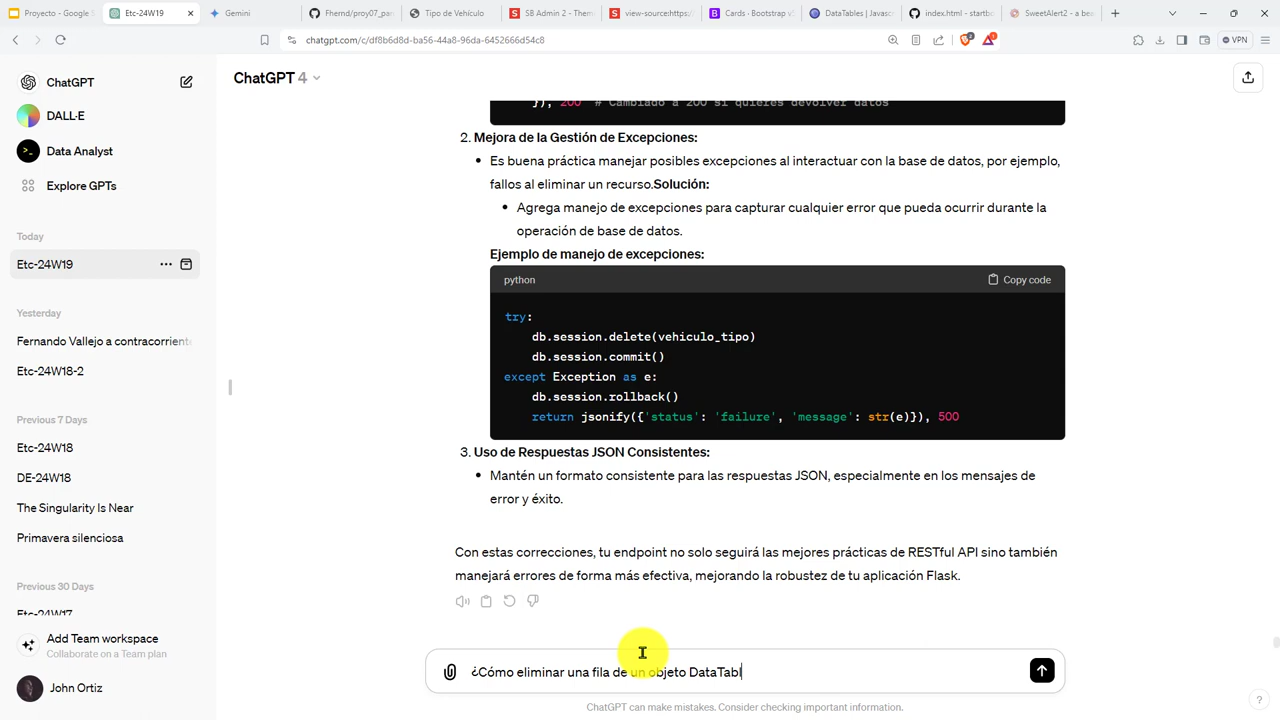 Proyecto - Google S
Etc-24W19
Gemini
Fhernd/proy07_par
Tipo de Vehículo
SB Admin 2 - Them
view-source:https:/
Cards · Bootstrap v5
DataTables | Javasc
index.html - startbo
SweetAlert2 - a bea
chatgpt.com/c/df8b6d8d-ba56-44a8-96da-6452666d54c8
VPN
ChatGPT
DALL·E
Data Analyst
Explore GPTs
Today
Etc-24W19
Yesterday
Fernando Vallejo a contracorriente
Etc-24W18-2
Previous 7 Days
Etc-24W18
DE-24W18
The Singularity Is Near
Primavera silenciosa
Previous 30 Days
Etc-24W17
Add Team workspace
Collaborate on a Team plan
John Ortiz
ChatGPT 4
}), 200 # Cambiado a 200 si quieres devolver datos
2. Mejora de la Gestión de Excepciones:
• Es buena práctica manejar posibles excepciones al interactuar con la base de datos, por ejemplo,
fallos al eliminar un recurso.Solución:
• Agrega manejo de excepciones para capturar cualquier error que pueda ocurrir durante la
operación de base de datos.
Ejemplo de manejo de excepciones:
python
Copy code
try:
db.session.delete(vehiculo_tipo)
db.session.commit()
except Exception as e:
db.session.rollback()
return jsonify({'status': 'failure', 'message': str(e)}), 500
3. Uso de Respuestas JSON Consistentes:
• Mantén un formato consistente para las respuestas JSON, especialmente en los mensajes de
error y éxito.
Con estas correcciones, tu endpoint no solo seguirá las mejores prácticas de RESTful API sino también
manejará errores de forma más efectiva, mejorando la robustez de tu aplicación Flask.
¿Cómo eliminar una fila de un objeto DataTabl
ChatGPT can make mistakes. Consider checking important information.
?